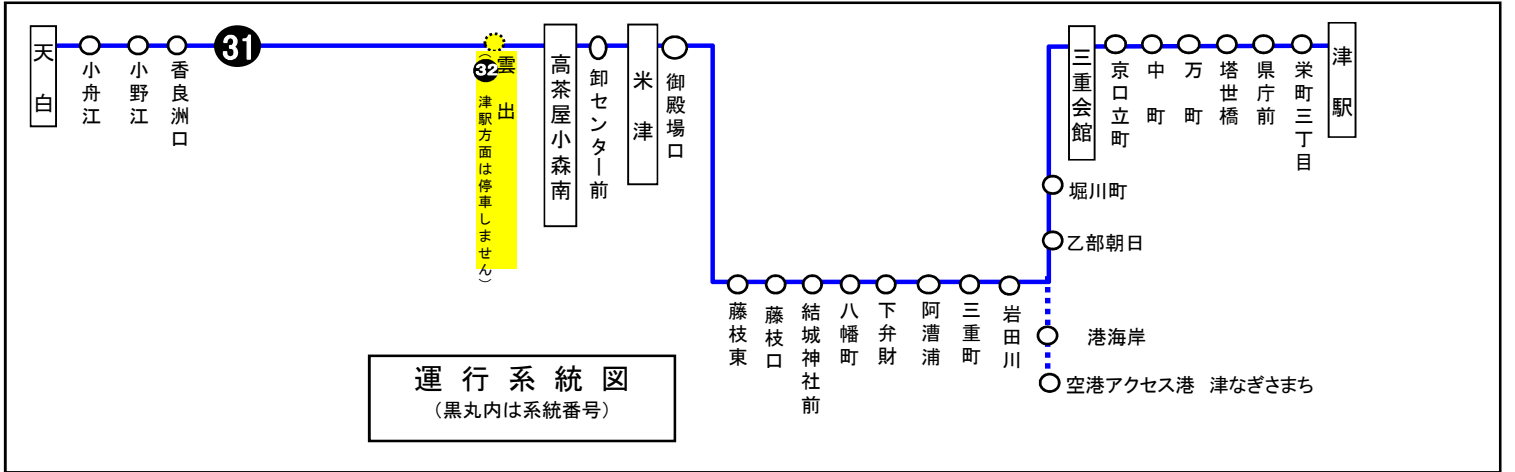 天白
小舟江
小野江
香良洲口
31
雲出
32
(津駅方面は停車しません)
高茶屋小森南
卸センター前
米津
御殿場口
藤枝東
藤枝口
結城神社前
八幡町
下弁財
阿漕浦
三重町
岩田川
港海岸
空港アクセス港 津なぎさまち
乙部朝日
堀川町
三重会館
京口立町
中町
万町
塔世橋
県庁前
栄町三丁目
津駅
運行系統図
(黒丸内は系統番号)